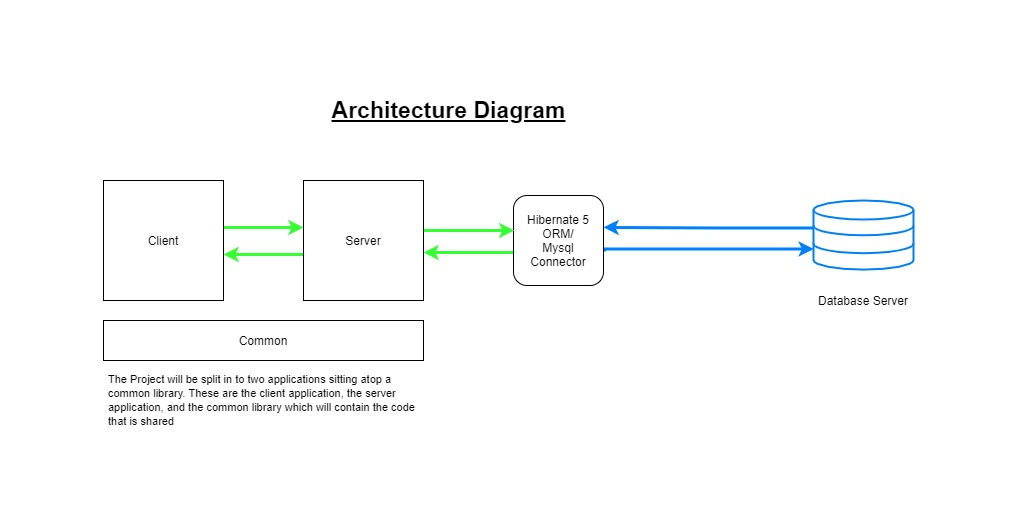 Architecture Diagram
Client
Server
Hibernate 5
ORM/
Mysql
Connector
Database Server
Common
The Project will be split in to two applications sitting atop a
common library. These are the client application, the server
application, and the common library which will contain the code
that is shared